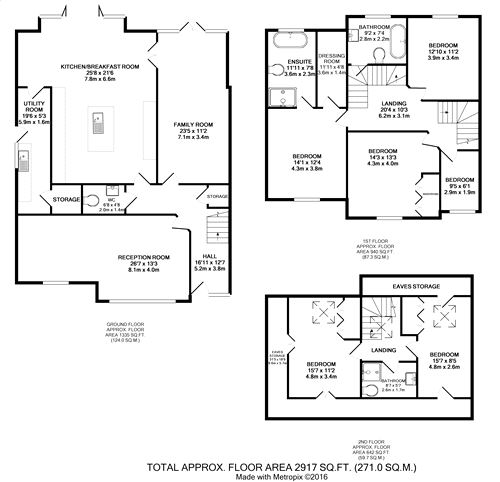 KITCHEN/BREAKFAST ROOM
25'8 x 21'6
7.8m x 6.6m
UTILITY
ROOM
19'6 x 5'3
5.9m x 1.6m
FAMILY ROOM
23'5 x 11'2
7.1m x 3.4m
STORAGE
WC
6'8 x 4'8
2.0m x 1.4m
STORAGE
RECEPTION ROOM
26'7 x 13'3
8.1m x 4.0m
HALL
16'11 x 12'7
5.2m x 3.8m
GROUND FLOOR
APPROX. FLOOR
AREA 1335 SQ.FT.
(124.0 SQ.M.)
ENSUITE
11'11 x 7'8
3.6m x 2.3m
DRESSING
ROOM
11'11 x 4'8
3.6m x 1.4m
BATHROOM
9'2 x 7'4
2.8m x 2.2m
BEDROOM
12'10 x 11'2
3.9m x 3.4m
LANDING
20'4 x 10'3
6.2m x 3.1m
BEDROOM
14'1 x 12'4
4.3m x 3.8m
BEDROOM
14'3 x 13'3
4.3m x 4.0m
BEDROOM
9'5 x 6'1
2.9m x 1.9m
1ST FLOOR
APPROX. FLOOR
AREA 940 SQ.FT.
(87.3 SQ.M.)
EAVES STORAGE
EAVES
STORAGE
BEDROOM
15'7 x 11'2
4.8m x 3.4m
LANDING
BATHROOM
8'7 x 5'7
2.6m x 1.7m
BEDROOM
15'7 x 8'5
4.8m x 2.6m
2ND FLOOR
APPROX. FLOOR
AREA 642 SQ.FT.
(59.7 SQ.M.)
TOTAL APPROX. FLOOR AREA 2917 SQ.FT. (271.0 SQ.M.)
Made with Metropix ©2016